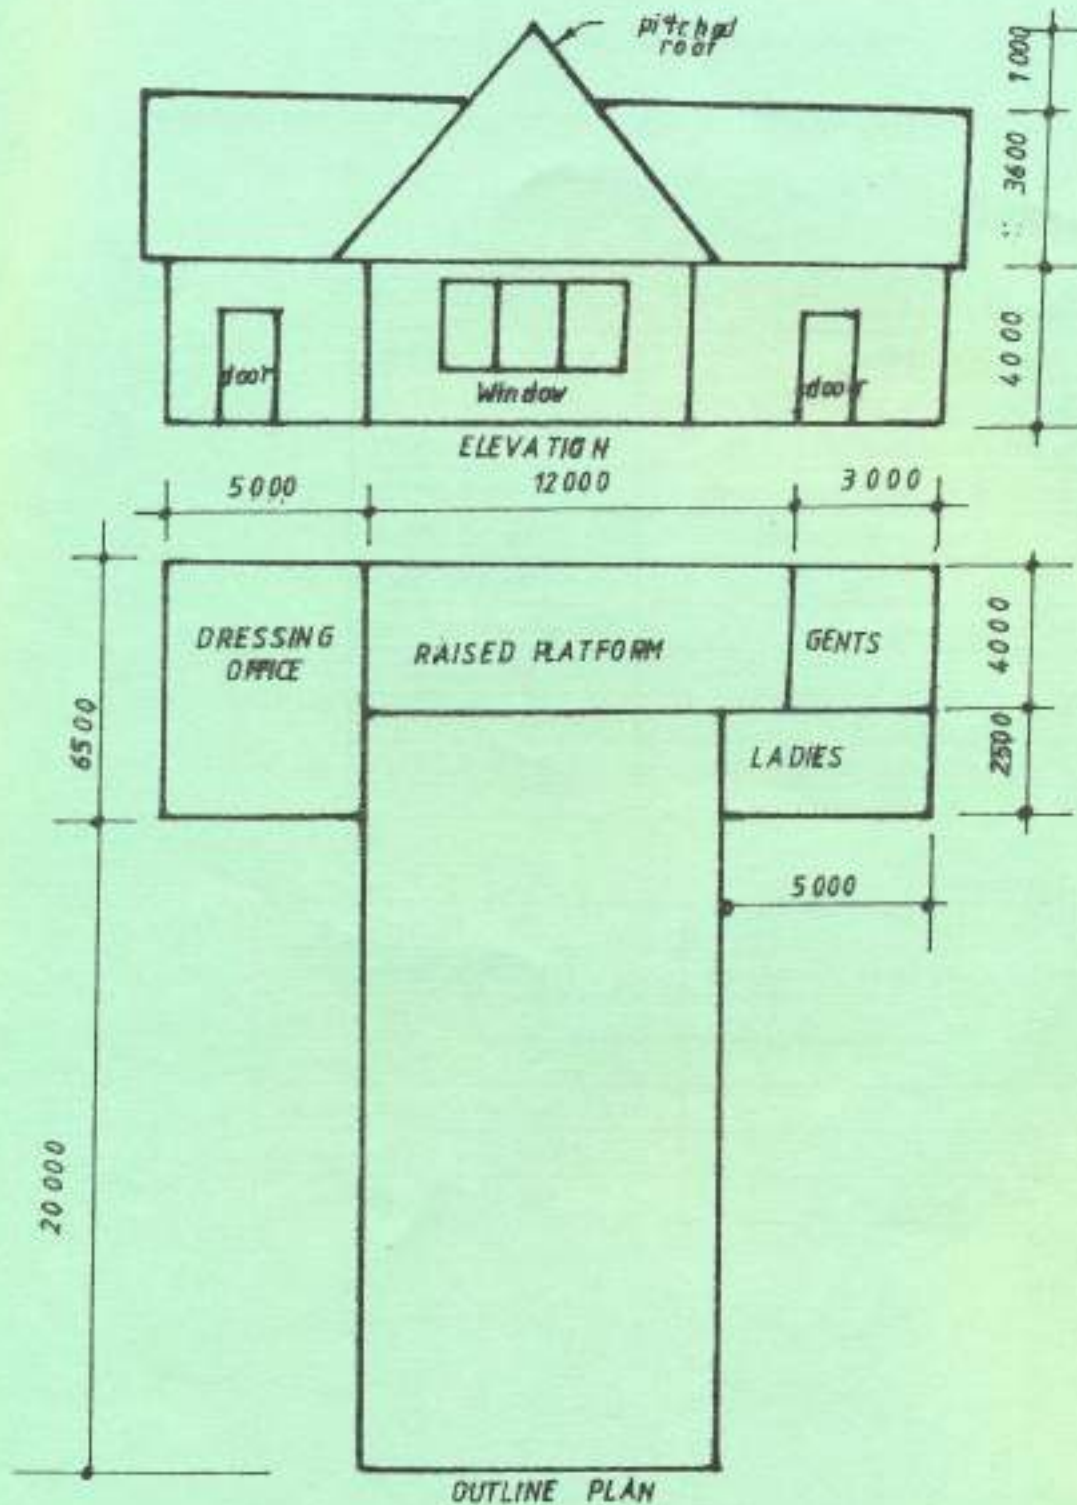 pitched
roof
1000
3600
4000
door
Window
door
ELEVATION
5000
12000
3000
DRESSING
OFFICE
RAISED PLATFORM
GENTS
4000
6500
LADIES
2500
5000
20000
OUTLINE PLAN